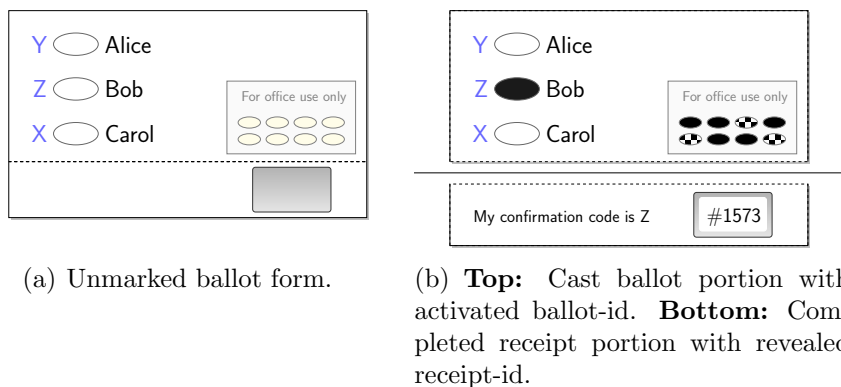 Y Alice
Z Bob
X Carol
For office use only
(a) Unmarked ballot form.
Y Alice
Z Bob
X Carol
For office use only
My confirmation code is Z #1573
(b) Top: Cast ballot portion with
activated ballot-id. Bottom: Com
pleted receipt portion with revealed
receipt-id.